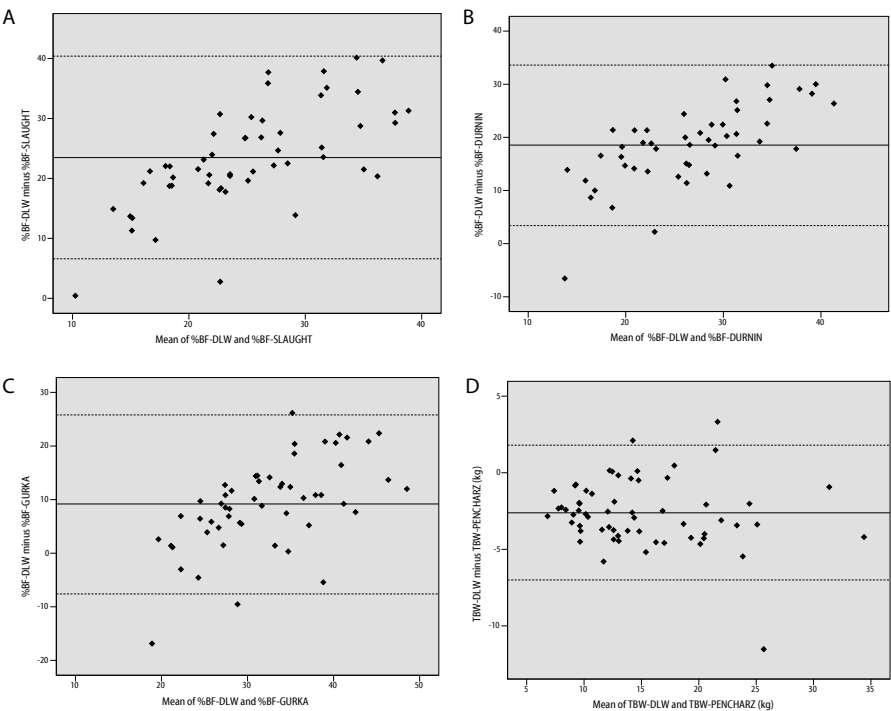 A
%BF-DLW minus %BF-SLAUGHT
40
30
20
10
0
10 20 30 40
Mean of %BF-DLW and %BF-SLAUGHT
B
%BF-DLW minus %BF-DURNIN
40
30
20
10
0
-10
10 20 30 40
Mean of %BF-DLW and %BF-DURNIN
C
%BF-DLW minus %BF-GURKA
30
20
10
0
-10
-20
10 20 30 40 50
Mean of %BF-DLW and %BF-GURKA
D
TBW-DLW minus TBW-PENCHARZ (kg)
5
0
-5
-10
5 10 15 20 25 30 35
Mean of TBW-DLW and TBW-PENCHARZ (kg)